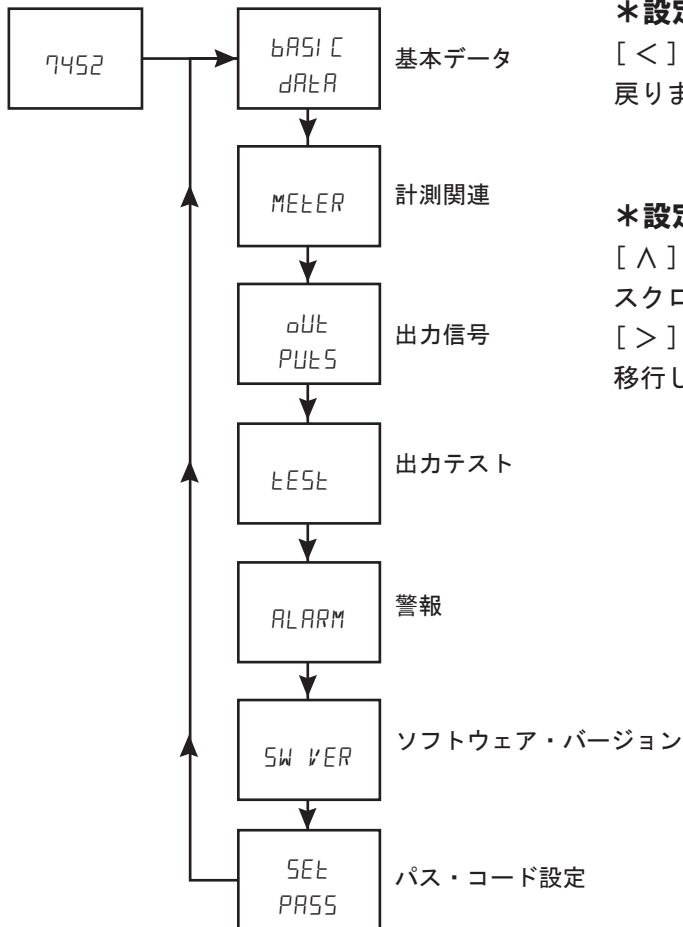 7452
bASIC
dAtA
基本データ
METER
計測関連
oUt
PUtS
出力信号
tESt
出力テスト
ALARM
警報
SW VER
ソフトウェア・バージョン
SEt
PASS
パス・コード設定
＊設定
[ ＜ ]
戻りま
＊設定
[ ∧ ]
スクロ
[ ＞ ]
移行し